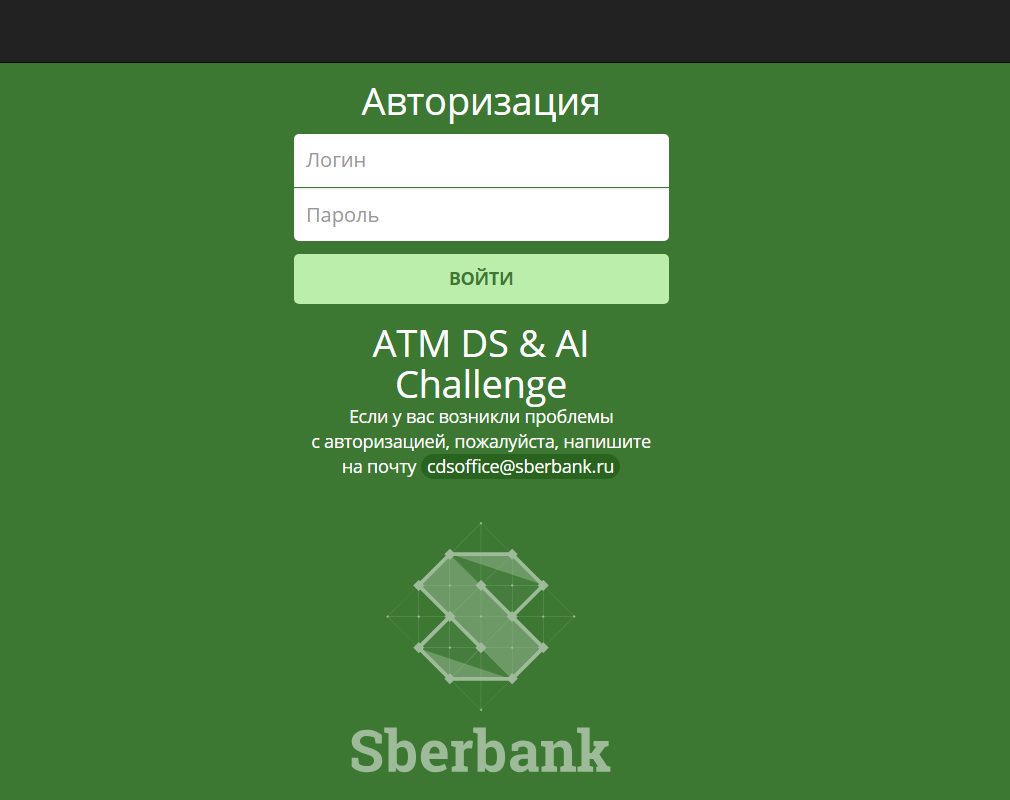 Авторизация
Логин
Пароль
ВОЙТИ
ATM DS & AI
Challenge
Если у вас возникли проблемы
с авторизацией, пожалуйста, напишите
на почту cdsoffice@sberbank.ru
Sberbank